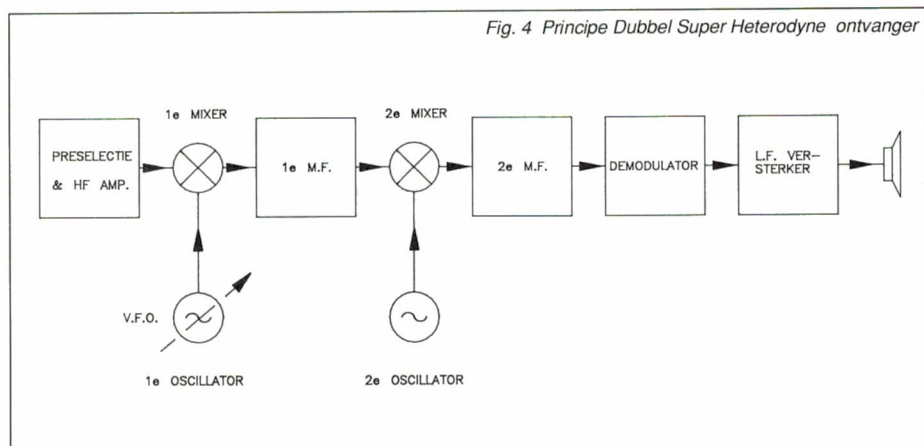 Fig. 4 Principe Dubbel Super Heterodyne ontvanger
1e MIXER
2e MIXER
PRESELECTIE
& HF AMP.
1e M.F.
2e M.F.
DEMODULATOR
L.F. VER-
STERKER
V.F.O.
1e OSCILLATOR
2e OSCILLATOR